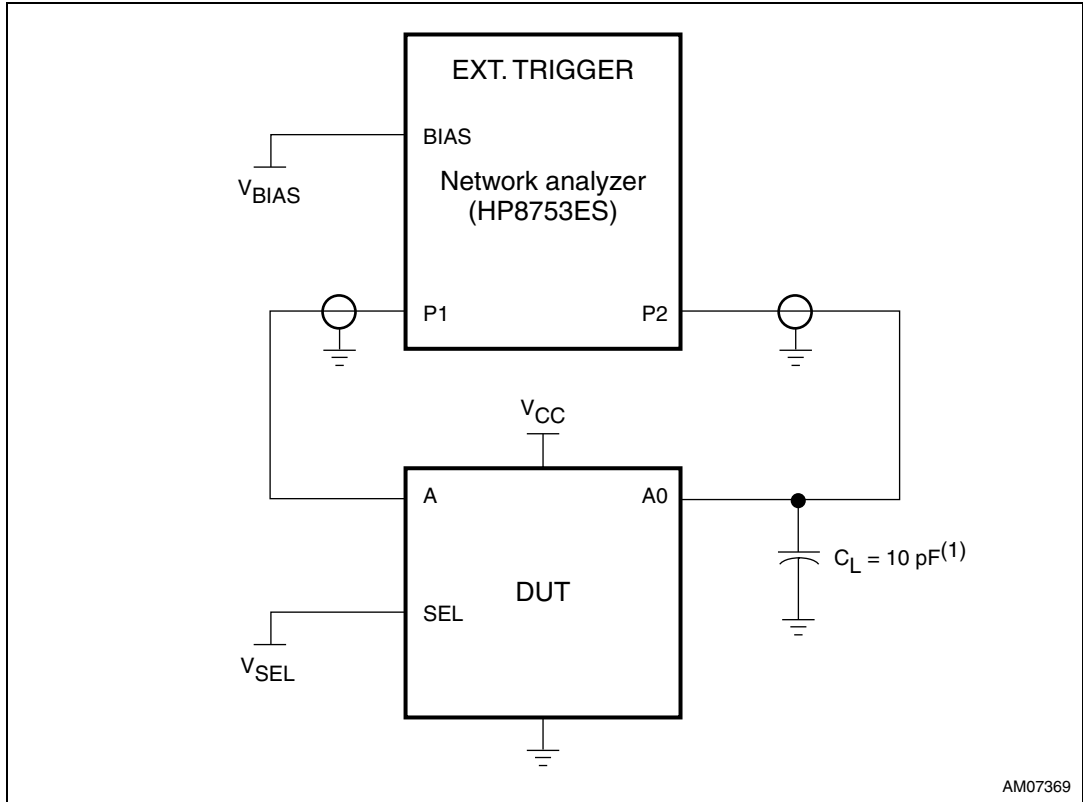 EXT. TRIGGER
BIAS
VBIAS
Network analyzer
(HP8753ES)
P1
P2
VCC
A
A0
CL = 10 pF(1)
DUT
SEL
VSEL
AM07369